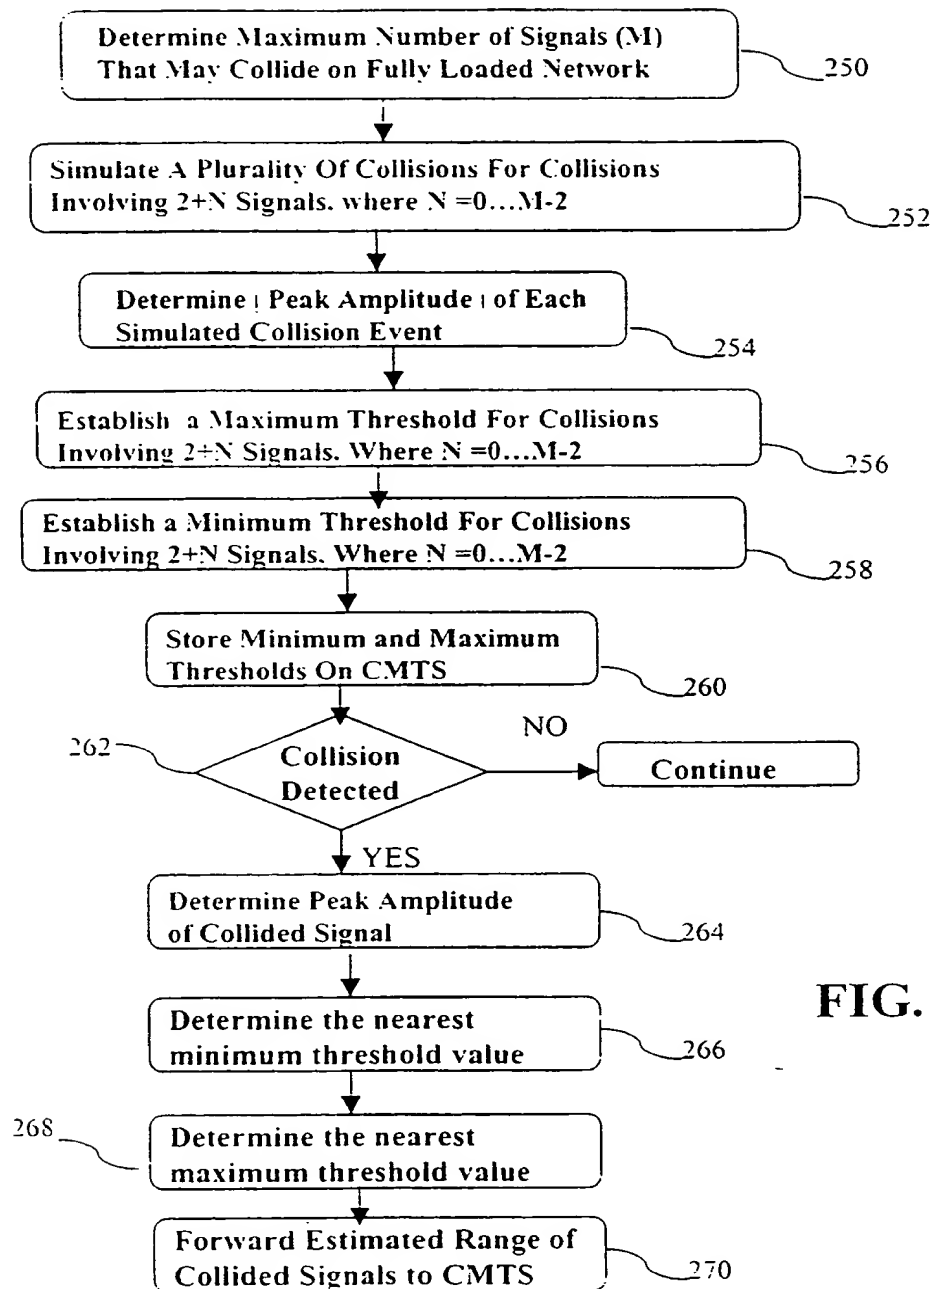 Determine Maximum Number of Signals (M)
That May Collide on Fully Loaded Network
250
Simulate A Plurality Of Collisions For Collisions
Involving 2+N Signals. where N =0...M-2
252
Determine | Peak Amplitude | of Each
Simulated Collision Event
254
Establish a Maximum Threshold For Collisions
Involving 2+N Signals. Where N =0...M-2
256
Establish a Minimum Threshold For Collisions
Involving 2+N Signals. Where N =0...M-2
258
Store Minimum and Maximum
Thresholds On CMTS
260
262
Collision
Detected
NO
Continue
YES
Determine Peak Amplitude
of Collided Signal
264
Determine the nearest
minimum threshold value
266
FIG.
268
Determine the nearest
maximum threshold value
Forward Estimated Range of
Collided Signals to CMTS
270